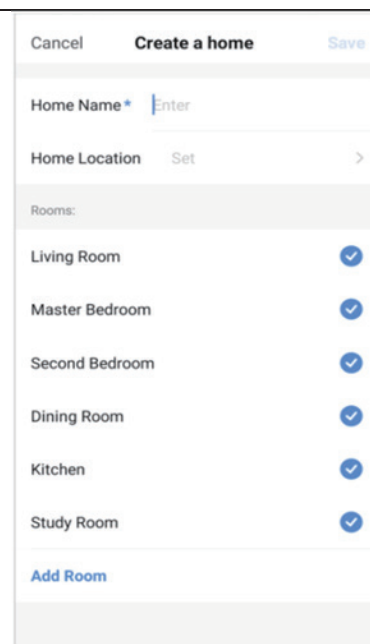 Cancel Create a home Save
Home Name* Enter
Home Location Set
Rooms:
Living Room
Master Bedroom
Second Bedroom
Dining Room
Kitchen
Study Room
Add Room